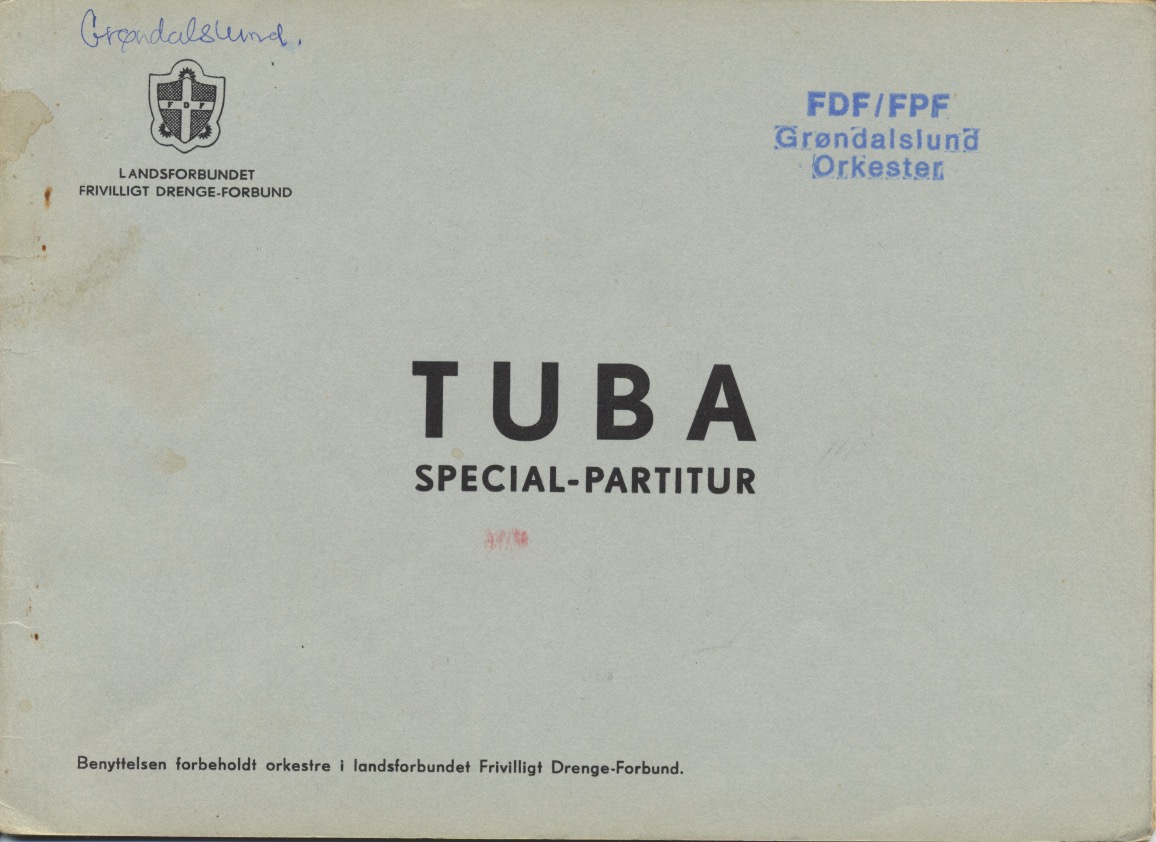 Grøndalslund.
F D F
LANDSFORBUNDET
FRIVILLIGT DRENGE-FORBUND
FDF/FPF
Grøndalslund
Orkester
TUBA
SPECIAL-PARTITUR
Benyttelsen forbeholdt orkestre i landsforbundet Frivilligt Drenge-Forbund.